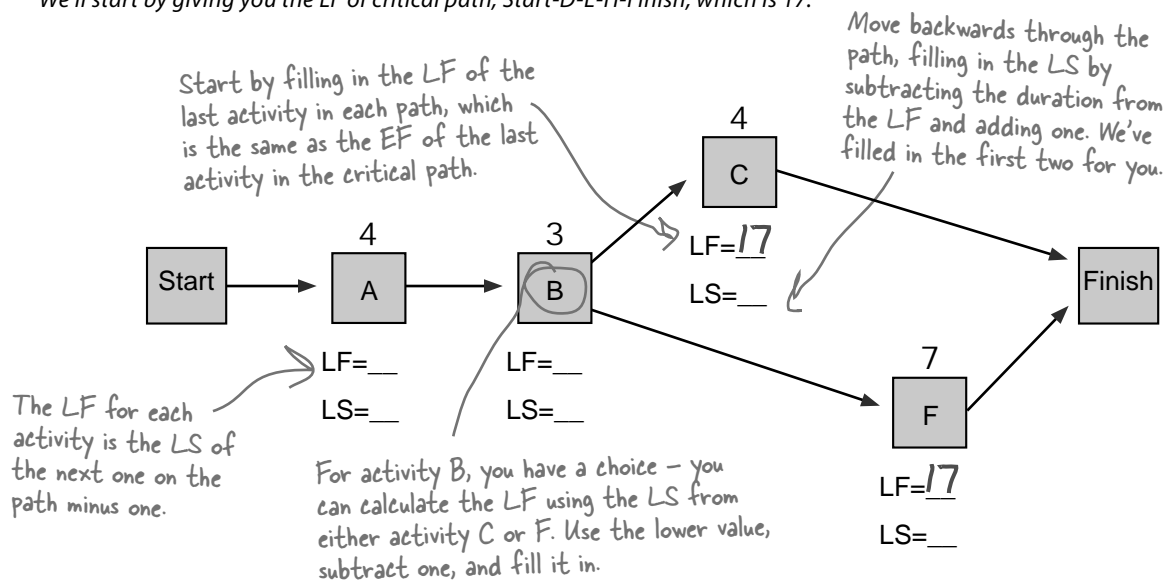 We'll start by giving you the LF of critical path, Start-D-E-H-Finish, which is 17.
Start by filling in the LF of the
last activity in each path, which
is the same as the EF of the last
activity in the critical path.
Move backwards through the
path, filling in the LS by
subtracting the duration from
the LF and adding one. We've
filled in the first two for you.
4
C
LF=17
LS=__
Start
4
A
LF=__
LS=__
3
B
LF=__
LS=__
Finish
7
F
LF=17
LS=__
The LF for each
activity is the LS of
the next one on the
path minus one.
For activity B, you have a choice – you
can calculate the LF using the LS from
either activity C or F. Use the lower value,
subtract one, and fill it in.